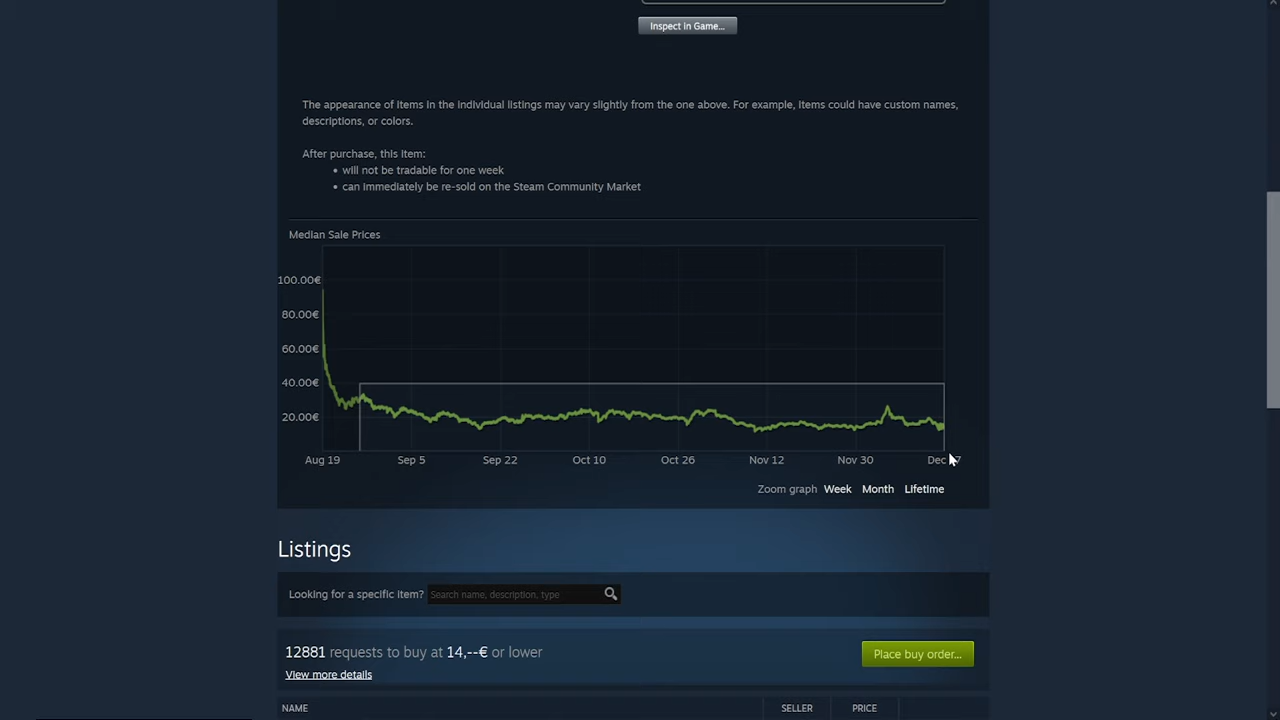 Inspect in Game...
The appearance of items in the individual listings may vary slightly from the one above. For example, items could have custom names,
descriptions, or colors.
After purchase, this item:
• will not be tradable for one week
• can immediately be re-sold on the Steam Community Market
Median Sale Prices
100.00€
80.00€
60.00€
40.00€
20.00€
Aug 19 Sep 5 Sep 22 Oct 10 Oct 26 Nov 12 Nov 30 Dec
Zoom graph Week Month Lifetime
Listings
Looking for a specific item? Search name, description, type
12881 requests to buy at 14,--€ or lower
Place buy order...
View more details
NAME SELLER PRICE